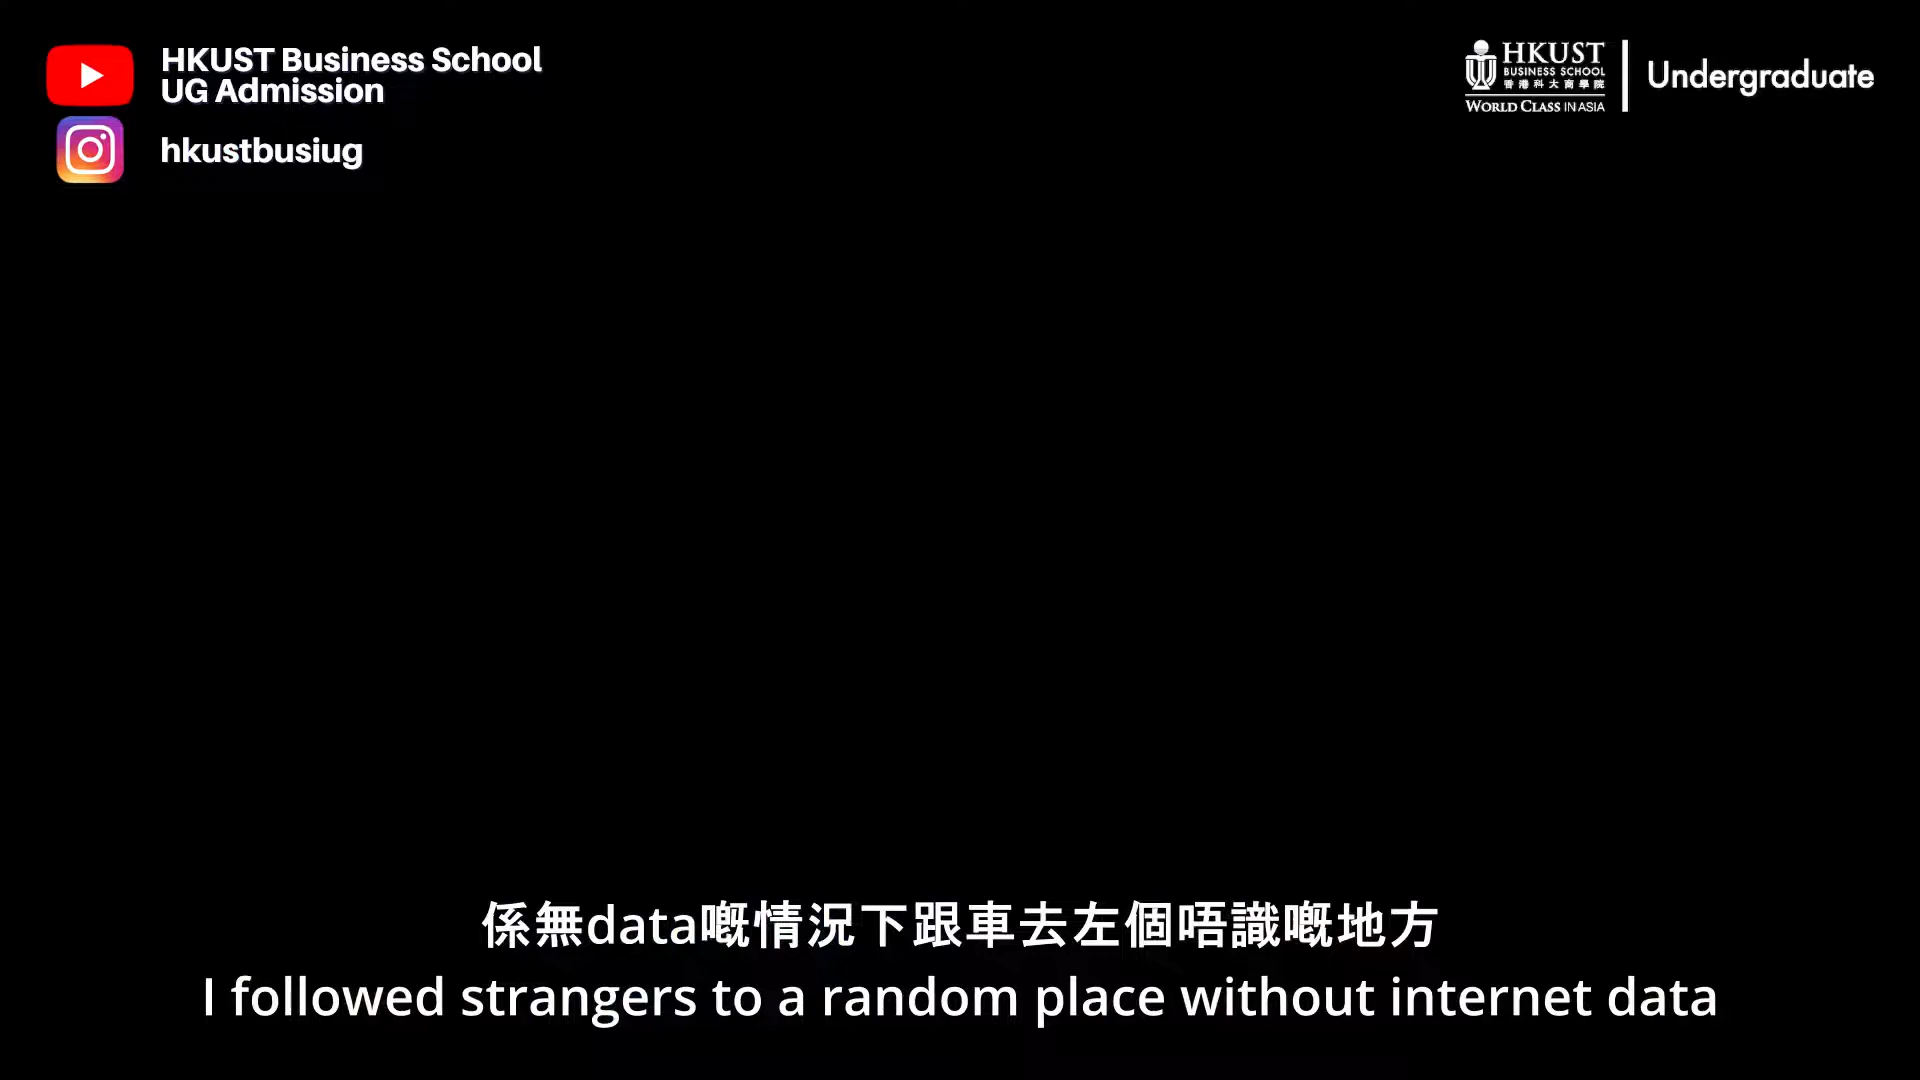 HKUST Business School
UG Admission
hkustbusiug
HKUST
BUSINESS SCHOOL
香港科大商學院
WORLD CLASS IN ASIA
Undergraduate
係無data嘅情況下跟車去左個唔識嘅地方
I followed strangers to a random place without internet data